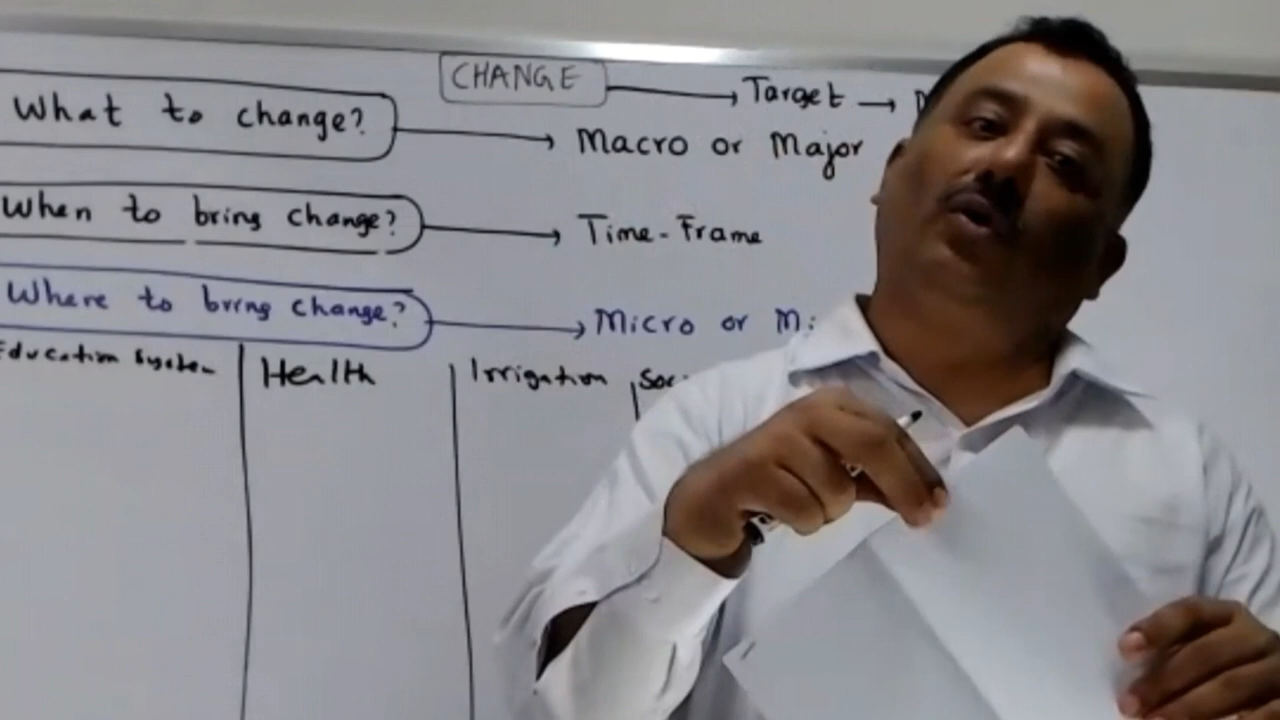 CHANGE → Target →
What to change? → Macro or Major
When to bring change? → Time-Frame
Where to bring change? → Micro or
Education System Health Irrigation